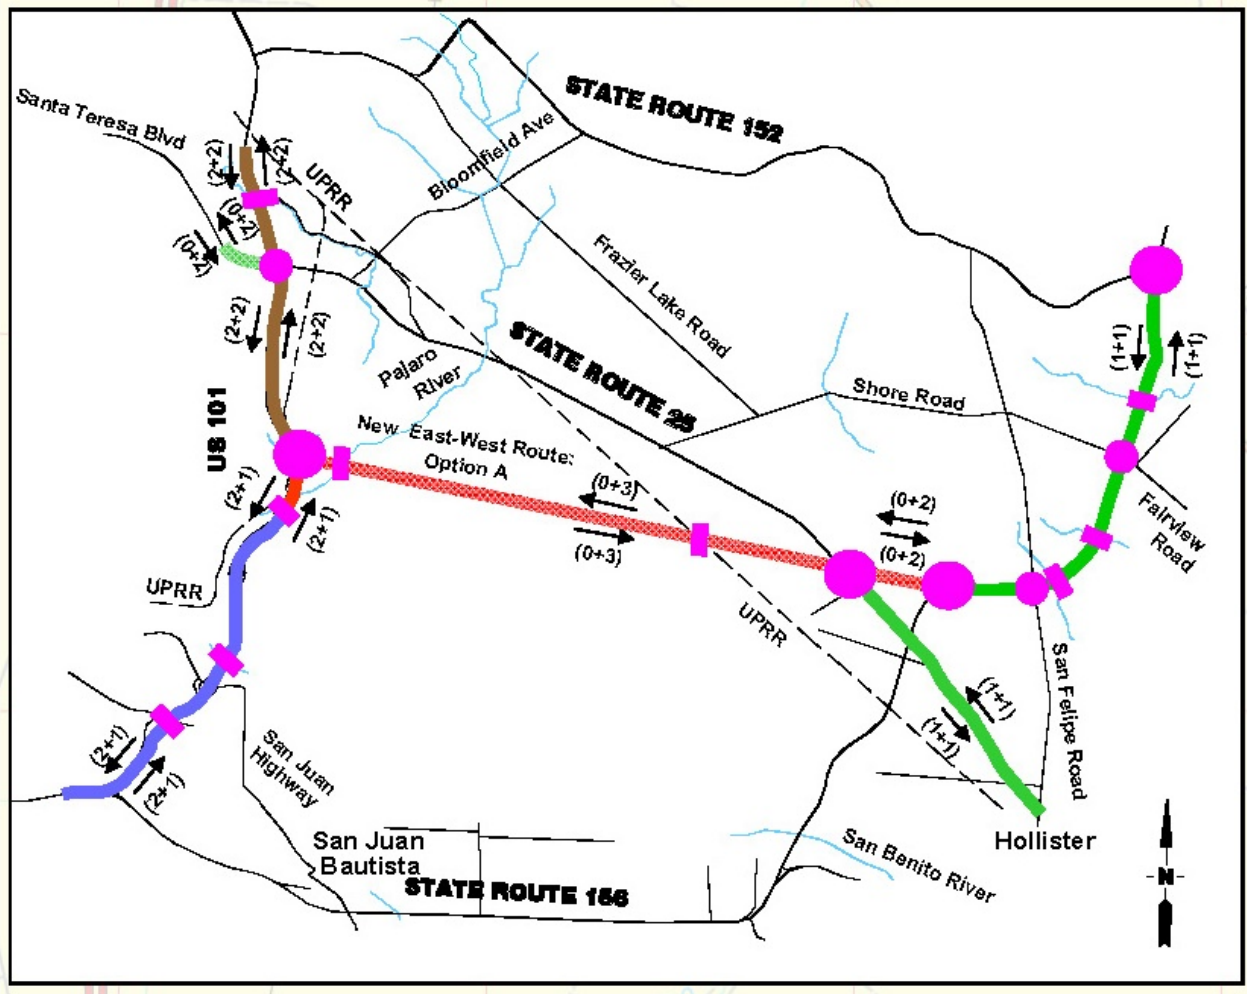 STATE ROUTE 152
Santa Teresa Blvd
Bloomfield Ave
(2+2)
(2+2)
UPRR
(0+2)
(0+2)
Frazier Lake Road
(2+2)
(2+2)
STATE ROUTE 25
Pajaro
River
(1+1)
(1+1)
Shore Road
US 101
New East-West Route:
Option A
(2+1)
(2+1)
(0+3)
(0+3)
(0+2)
(0+2)
Fairview
Road
UPRR
UPRR
San Felipe Road
(1+1)
(1+1)
(2+1)
(2+1)
San Juan
Highway
San Juan
Bautista
Hollister
San Benito River
STATE ROUTE 156
N